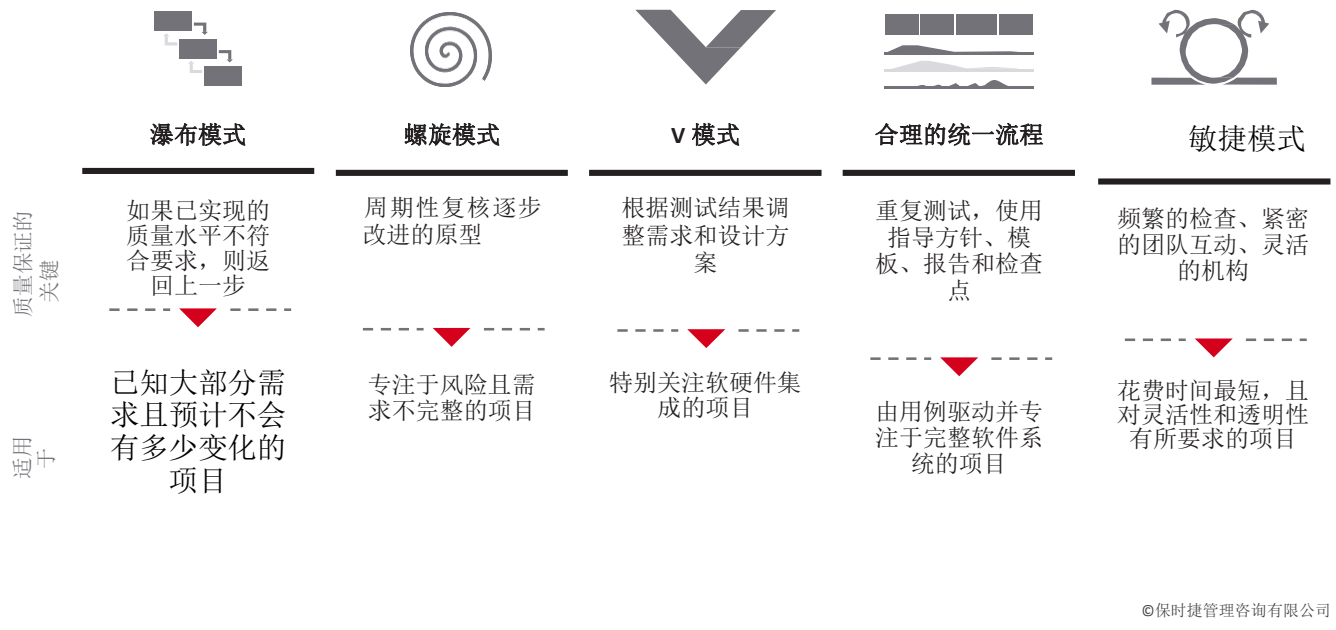 瀑布模式
螺旋模式
V 模式
合理的统一流程
敏捷模式
质量保证的
关键
如果已实现的
质量水平不符
合要求，则返
回上一步
周期性复核逐步
改进的原型
根据测试结果调
整需求和设计方
案
重复测试，使用
指导方针、模
板、报告和检查
点
频繁的检查、紧密
的团队互动、灵活
的机构
适用
于
已知大部分需
求且预计不会
有多少变化的
项目
专注于风险且需
求不完整的项目
特别关注软硬件集
成的项目
由用例驱动并专
注于完整软件系
统的项目
花费时间最短，且
对灵活性和透明性
有所要求的项目
©保时捷管理咨询有限公司